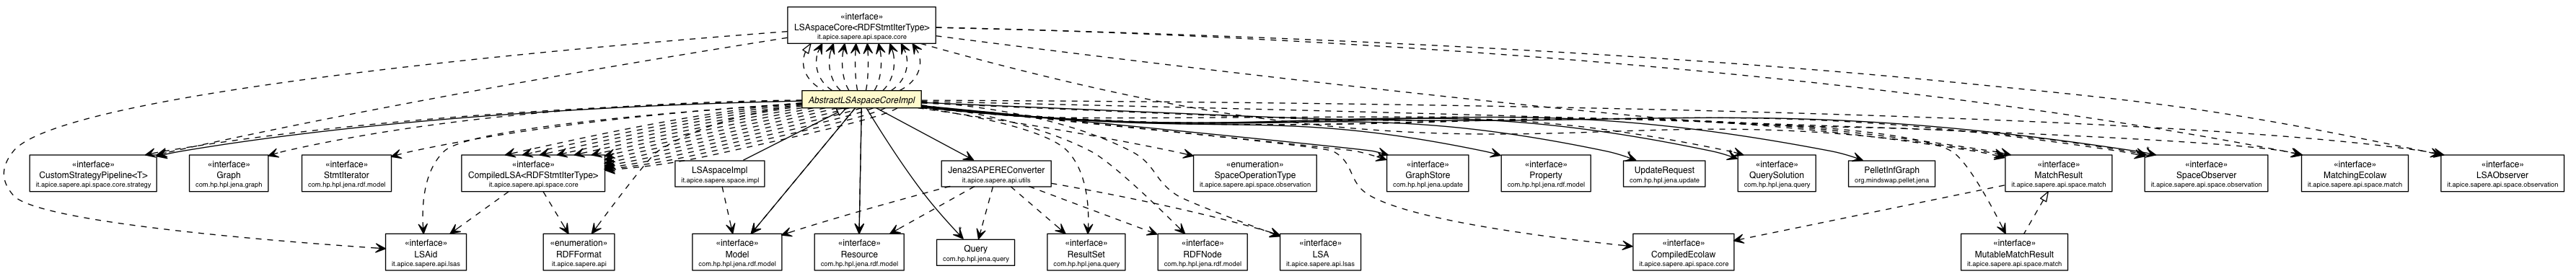 «interface»
LSAspaceCore<RDFStmtIterType>
it.apice.sapere.api.space.core
AbstractLSAspaceCoreImpl
«interface»
CustomStrategyPipeline<T>
it.apice.sapere.api.space.core.strategy
«interface»
Graph
com.hp.hpl.jena.graph
«interface»
StmtIterator
com.hp.hpl.jena.rdf.model
«interface»
CompiledLSA<RDFStmtIterType>
it.apice.sapere.api.space.core
LSAspaceImpl
it.apice.sapere.space.impl
Jena2SAPEREConverter
it.apice.sapere.api.utils
«enumeration»
SpaceOperationType
it.apice.sapere.api.space.observation
«interface»
GraphStore
com.hp.hpl.jena.update
«interface»
Property
com.hp.hpl.jena.rdf.model
UpdateRequest
com.hp.hpl.jena.update
«interface»
QuerySolution
com.hp.hpl.jena.query
PelletInfGraph
org.mindswap.pellet.jena
«interface»
MatchResult
it.apice.sapere.api.space.match
«interface»
SpaceObserver
it.apice.sapere.api.space.observation
«interface»
MatchingEcolaw
it.apice.sapere.api.space.match
«interface»
LSAObserver
it.apice.sapere.api.space.observation
«interface»
LSAid
it.apice.sapere.api.lsas
«enumeration»
RDFFormat
it.apice.sapere.api
«interface»
Model
com.hp.hpl.jena.rdf.model
«interface»
Resource
com.hp.hpl.jena.rdf.model
Query
com.hp.hpl.jena.query
«interface»
ResultSet
com.hp.hpl.jena.query
«interface»
RDFNode
com.hp.hpl.jena.rdf.model
«interface»
LSA
it.apice.sapere.api.lsas
«interface»
CompiledEcolaw
it.apice.sapere.api.space.core
«interface»
MutableMatchResult
it.apice.sapere.api.space.match